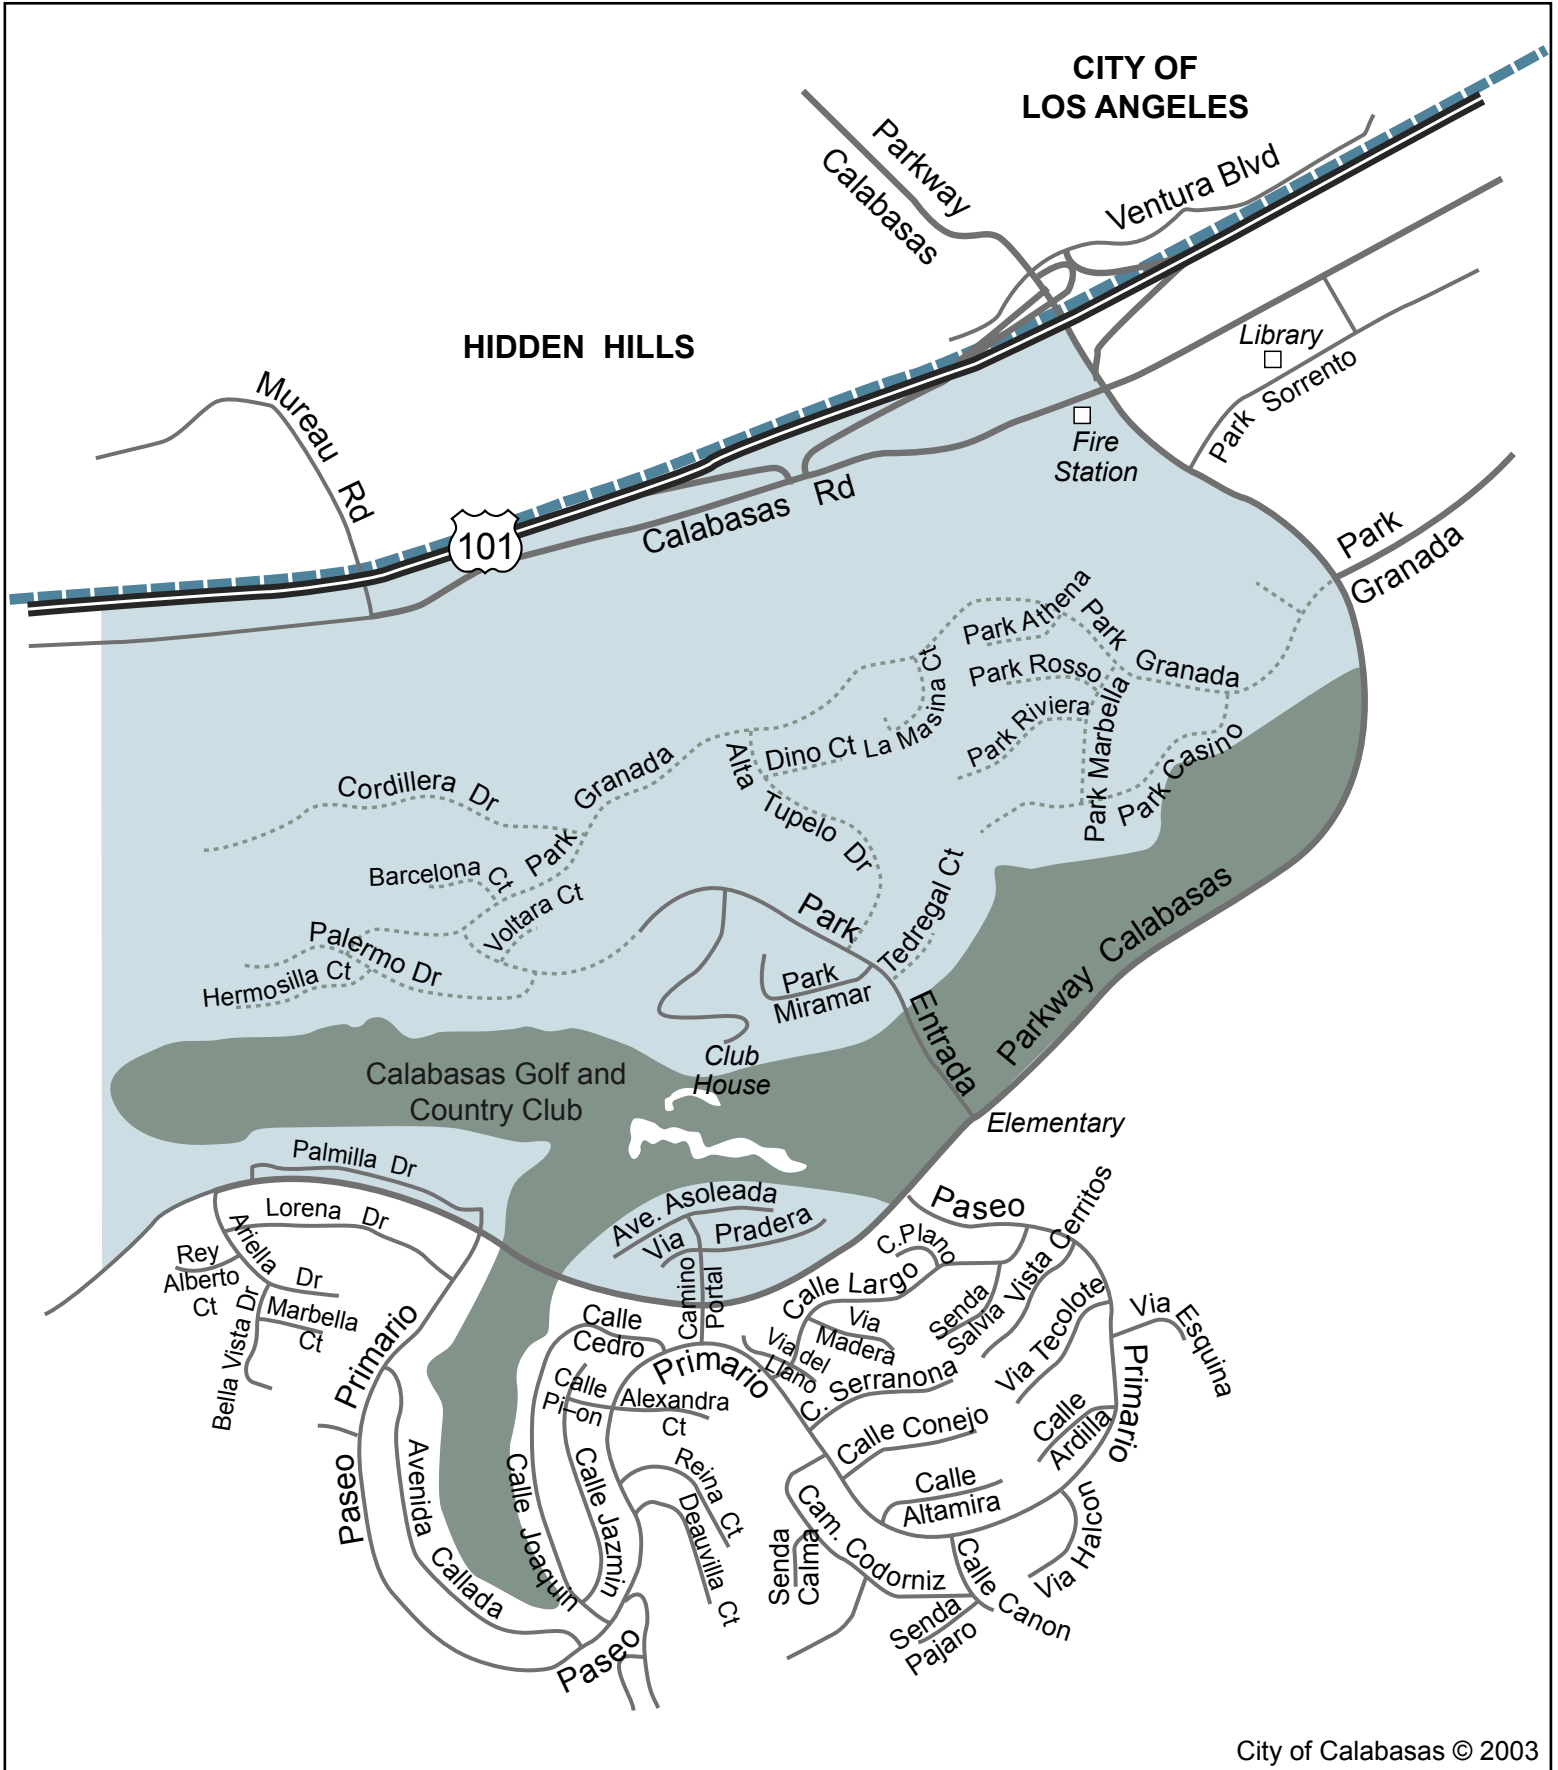 CITY OF
LOS ANGELES
Parkway
Calabasas
Ventura Blvd
HIDDEN HILLS
Library
Park Sorrento
Mureau Rd
Fire
Station
101
Calabasas Rd
Park
Granada
Park Athena
Park Granada
Park Rosso
La Masina Ct
Park Riviera
Park Marbella
Park Casino
Dino Ct
Alta
Tupelo Dr
Cordillera Dr
Park Granada
Barcelona Ct
Voltara Ct
Palermo Dr
Hermosilla Ct
Tedregal Ct
Park
Entrada
Park
Miramar
Parkway Calabasas
Club
House
Calabasas Golf and
Country Club
Elementary
Palmilla Dr
Lorena Dr
Ariella Dr
Rey
Alberto
Ct
Marbella
Ct
Bella Vista Dr
Ave. Asoleada
Via Pradera
Camino
Portal
Paseo
C.Plano
Calle Largo
Vista Cerritos
Senda
Salvia
Via
Madera
Via del
Llano
Via Tecolote
Via Esquina
Primario
C. Serranona
Calle Conejo
Calle
Ardilla
Calle
Altamira
Via Halcon
Cam. Codorniz
Senda
Calma
Calle Canon
Senda
Pajaro
Calle
Cedro
Primario
Calle
Pi–on
Alexandra
Ct
Reina Ct
Deauvilla Ct
Calle Jazmin
Calle Joaquin
Primario
Paseo
Avenida
Callada
Paseo
City of Calabasas © 2003